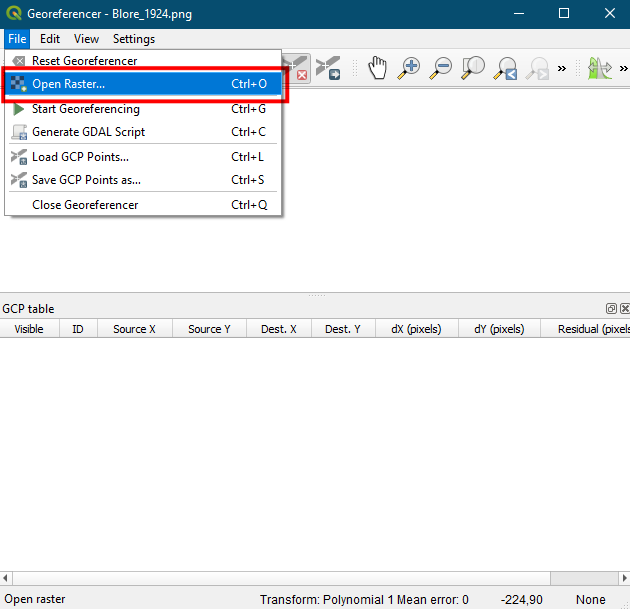 Georeferencer - Blore_1924.png
File Edit View Settings
Reset Georeferencer
Open Raster... Ctrl+O
Start Georeferencing Ctrl+G
Generate GDAL Script Ctrl+C
Load GCP Points... Ctrl+L
Save GCP Points as... Ctrl+S
Close Georeferencer Ctrl+Q
GCP table
Visible ID Source X Source Y Dest. X Dest. Y dX (pixels) dY (pixels) Residual (pixels
Open raster Transform: Polynomial 1 Mean error: 0 -224,90 None